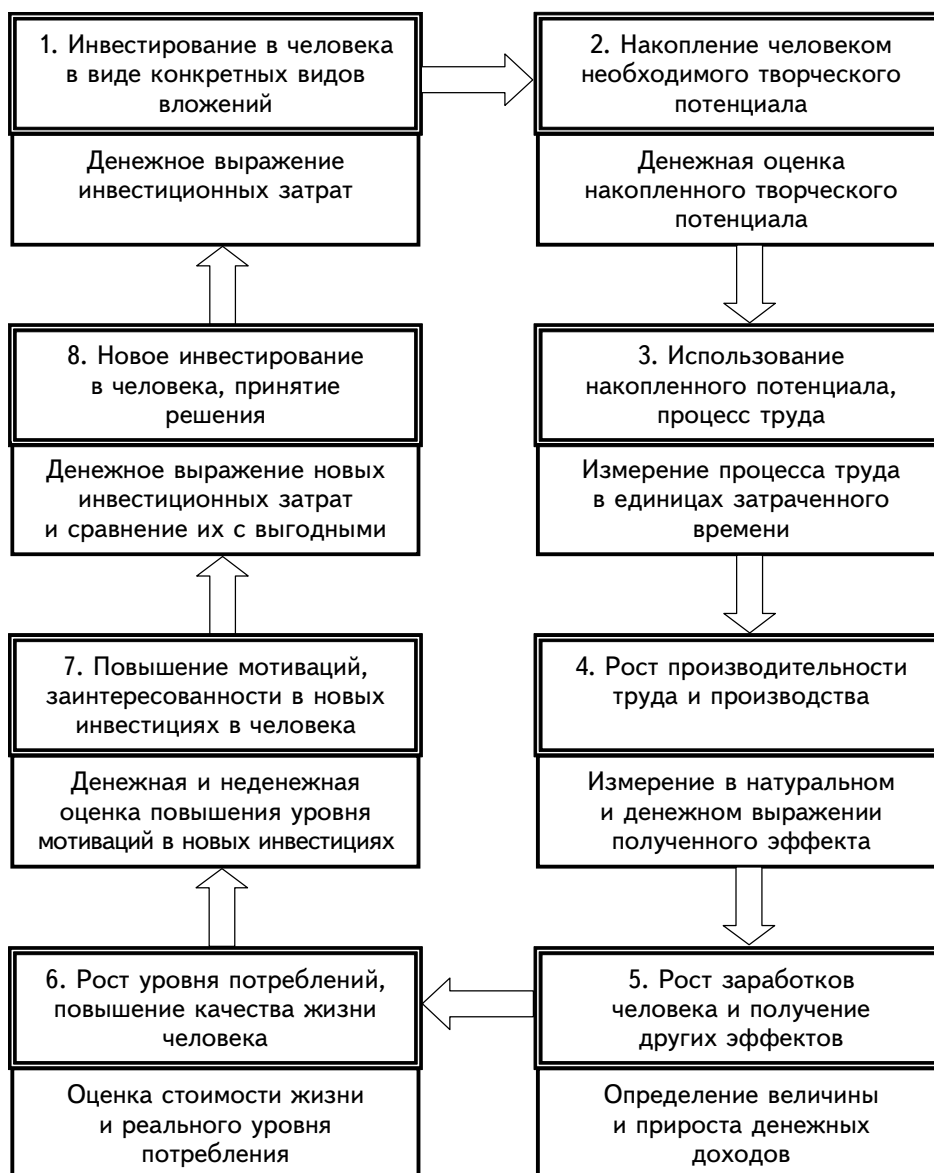 1. Инвестирование в человека
в виде конкретных видов
вложений
Денежное выражение
инвестиционных затрат
2. Накопление человеком
необходимого творческого
потенциала
Денежная оценка
накопленного творческого
потенциала
3. Использование
накопленного потенциала,
процесс труда
Измерение процесса труда
в единицах затраченного
времени
4. Рост производительности
труда и производства
Измерение в натуральном
и денежном выражении
полученного эффекта
5. Рост заработков
человека и получение
других эффектов
Определение величины
и прироста денежных
доходов
6. Рост уровня потреблений,
повышение качества жизни
человека
Оценка стоимости жизни
и реального уровня
потребления
7. Повышение мотиваций,
заинтересованности в новых
инвестициях в человека
Денежная и неденежная
оценка повышения уровня
мотиваций в новых инвестициях
8. Новое инвестирование
в человека, принятие
решения
Денежное выражение новых
инвестиционных затрат
и сравнение их с выгодными